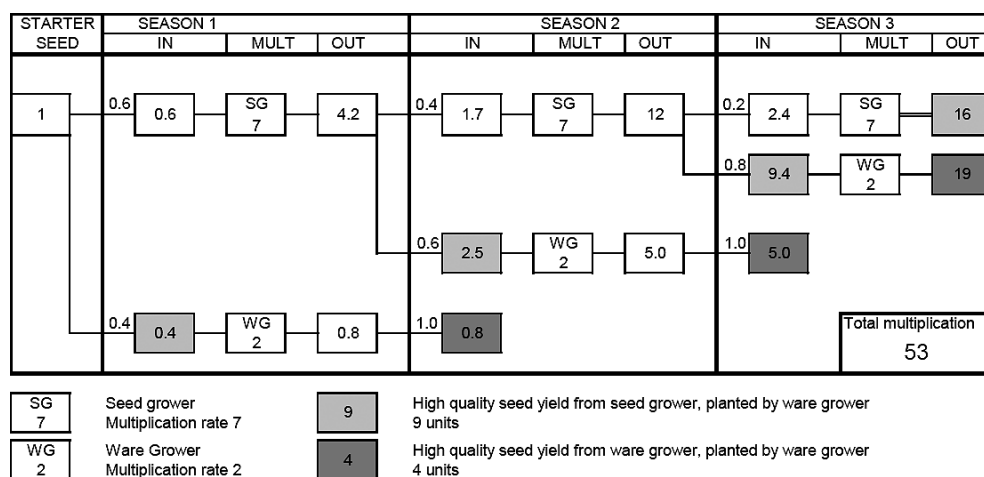 STARTER SEED
SEASON 1
SEASON 2
SEASON 3
IN MULT OUT
IN MULT OUT
IN MULT OUT
1
0.6 0.6 SG 7 4.2
0.4 1.7 SG 7 12
0.2 2.4 SG 7 16
0.8 9.4 WG 2 19
0.6 2.5 WG 2 5.0
1.0 5.0
0.4 0.4 WG 2 0.8
1.0 0.8
Total multiplication
53
SG 7
Seed grower
Multiplication rate 7
9
High quality seed yield from seed grower, planted by ware grower
9 units
WG 2
Ware Grower
Multiplication rate 2
4
High quality seed yield from ware grower, planted by ware grower
4 units